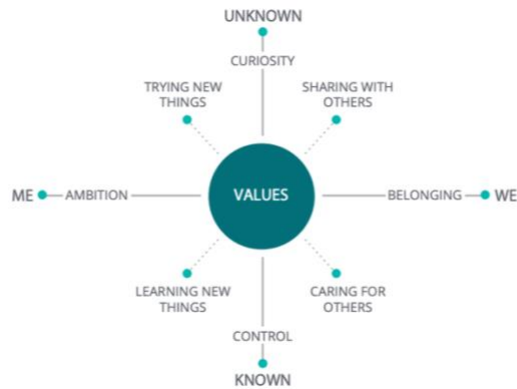 UNKNOWN
CURIOSITY
TRYING NEW
THINGS
SHARING WITH
OTHERS
ME
AMBITION
VALUES
BELONGING
WE
LEARNING NEW
THINGS
CARING FOR
OTHERS
CONTROL
KNOWN